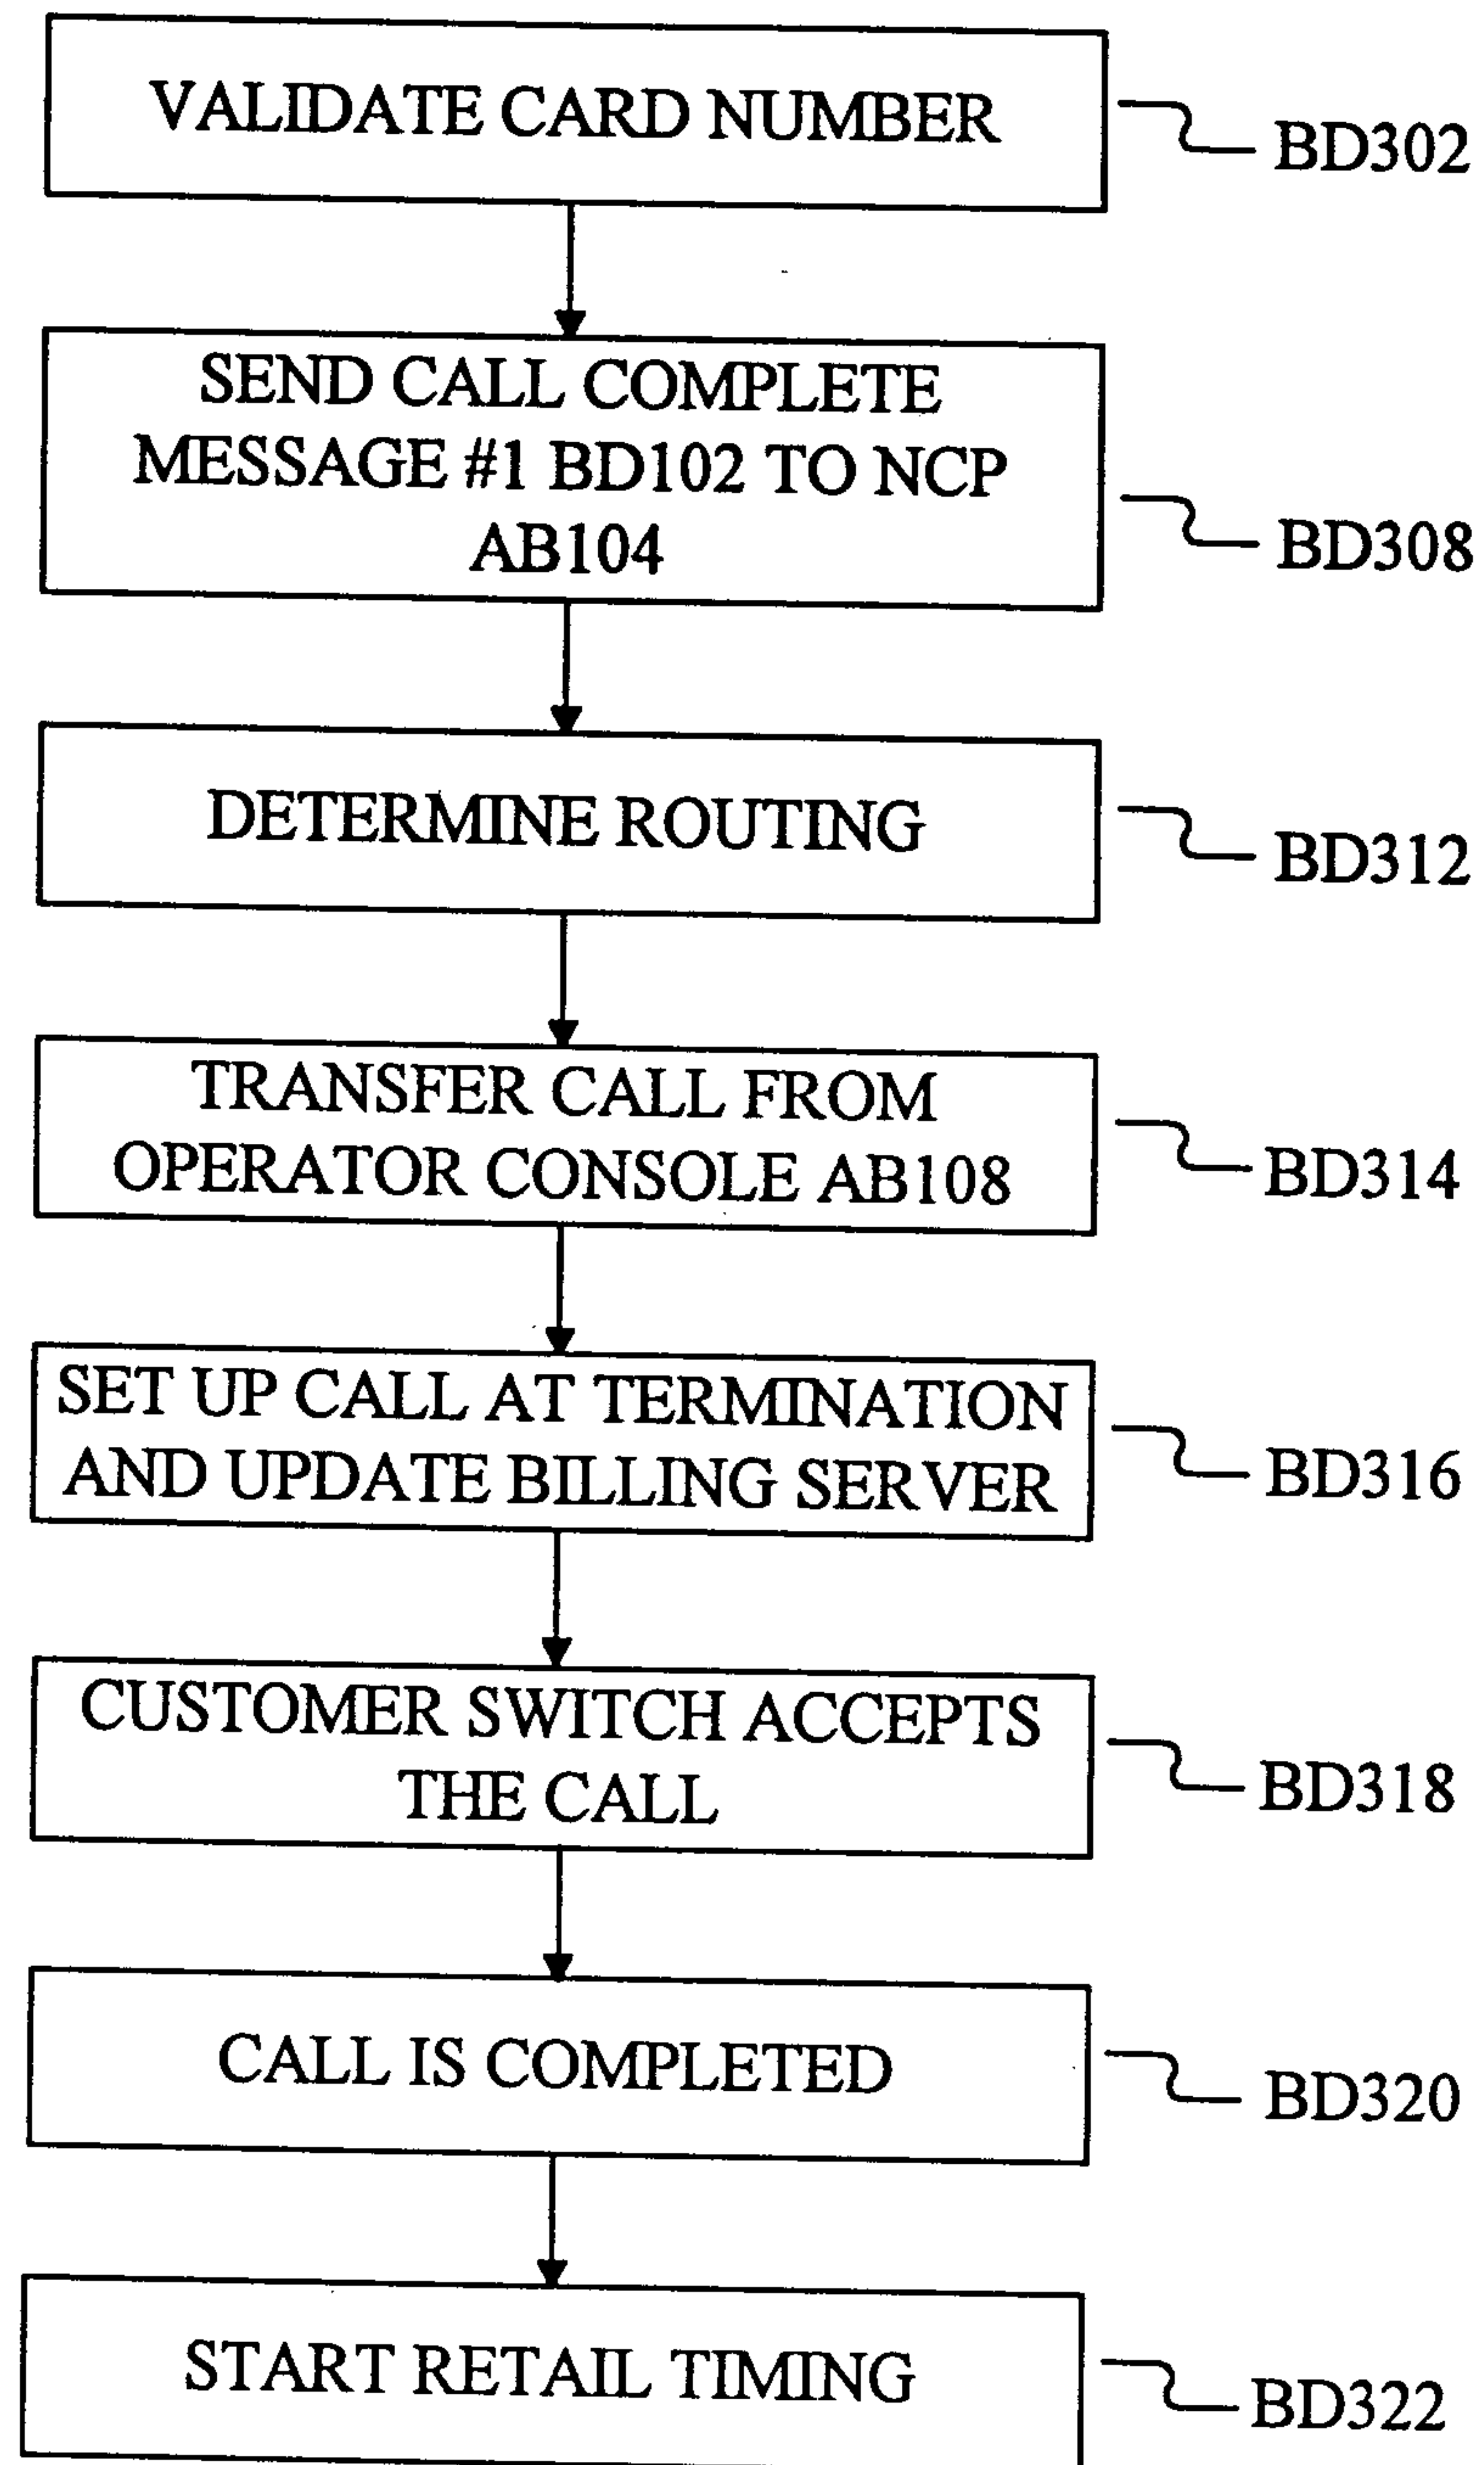 VALIDATE CARD NUMBER
BD302
SEND CALL COMPLETE
MESSAGE #1 BD102 TO NCP
AB104
BD308
DETERMINE ROUTING
BD312
TRANSFER CALL FROM
OPERATOR CONSOLE AB108
BD314
SET UP CALL AT TERMINATION
AND UPDATE BILLING SERVER
BD316
CUSTOMER SWITCH ACCEPTS
THE CALL
BD318
CALL IS COMPLETED
BD320
START RETAIL TIMING
BD322